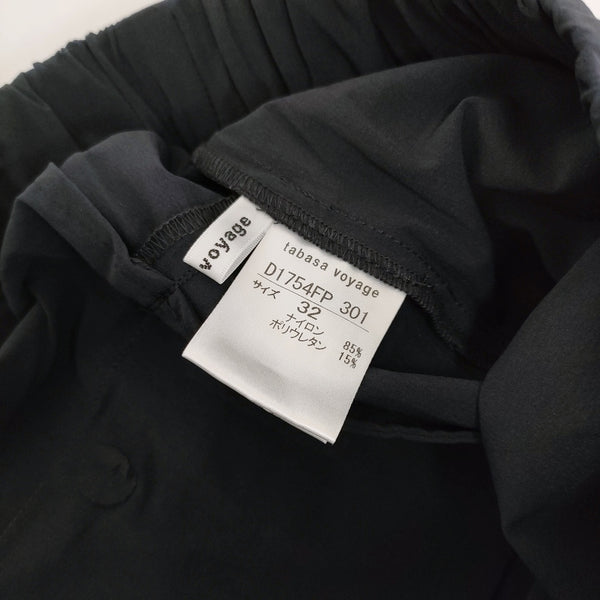 voyage
tabasa voyage
D1754FP 301
サイズ 32
ナイロン 85%
ポリウレタン 15%